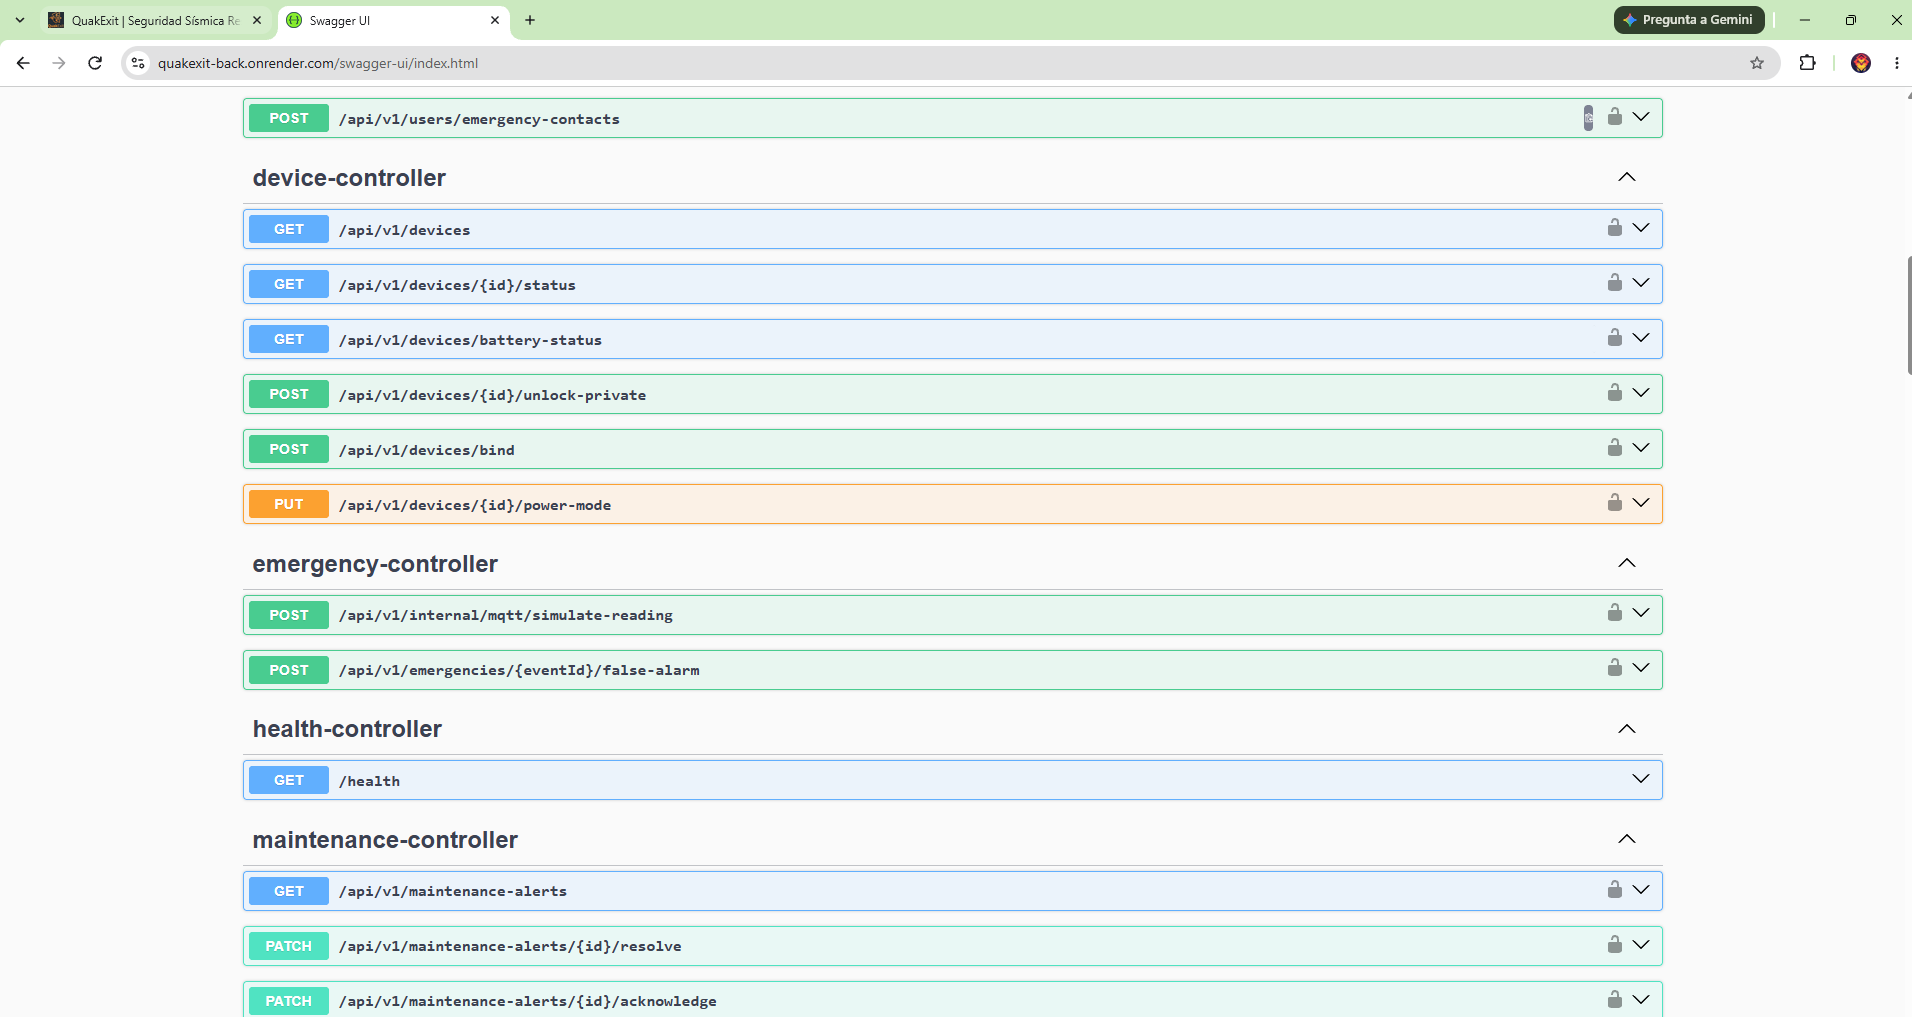 QuakExit | Seguridad Sísmica Re
Swagger UI
Pregunta a Gemini
quakexit-back.onrender.com/swagger-ui/index.html
POST /api/v1/users/emergency-contacts
device-controller
GET /api/v1/devices
GET /api/v1/devices/{id}/status
GET /api/v1/devices/battery-status
POST /api/v1/devices/{id}/unlock-private
POST /api/v1/devices/bind
PUT /api/v1/devices/{id}/power-mode
emergency-controller
POST /api/v1/internal/mqtt/simulate-reading
POST /api/v1/emergencies/{eventId}/false-alarm
health-controller
GET /health
maintenance-controller
GET /api/v1/maintenance-alerts
PATCH /api/v1/maintenance-alerts/{id}/resolve
PATCH /api/v1/maintenance-alerts/{id}/acknowledge